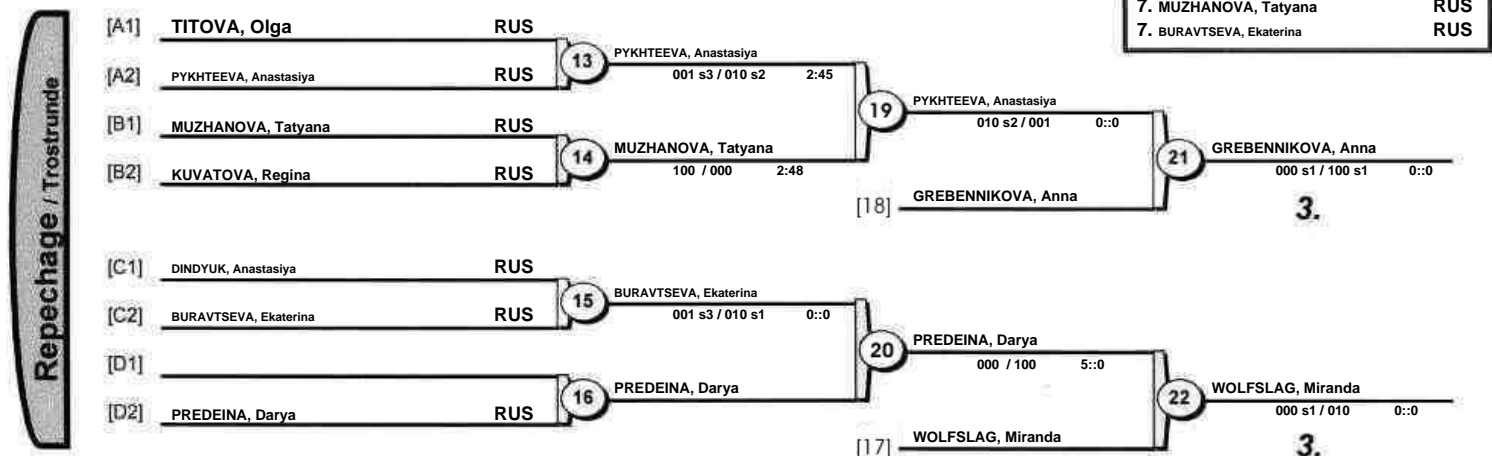 7. MUZHANOVA, Tatyana RUS
7. BURAVTSEVA, Ekaterina RUS
Repechage / Trostrunde
[A1] TITOVA, Olga RUS
13 PYKHTEEVA, Anastasiya
001 s3 / 010 s2 2:45
[A2] PYKHTEEVA, Anastasiya RUS
19 PYKHTEEVA, Anastasiya
010 s2 / 001 0::0
[B1] MUZHANOVA, Tatyana RUS
14 MUZHANOVA, Tatyana
100 / 000 2:48
21 GREBENNIKOVA, Anna
000 s1 / 100 s1 0::0
[B2] KUVATOVA, Regina RUS
[18] GREBENNIKOVA, Anna
3.
[C1] DINDYUK, Anastasiya RUS
15 BURAVTSEVA, Ekaterina
001 s3 / 010 s1 0::0
[C2] BURAVTSEVA, Ekaterina RUS
20 PREDEINA, Darya
000 / 100 5::0
[D1]
16 PREDEINA, Darya
22 WOLFSLAG, Miranda
000 s1 / 010 0::0
[D2] PREDEINA, Darya RUS
[17] WOLFSLAG, Miranda
3.